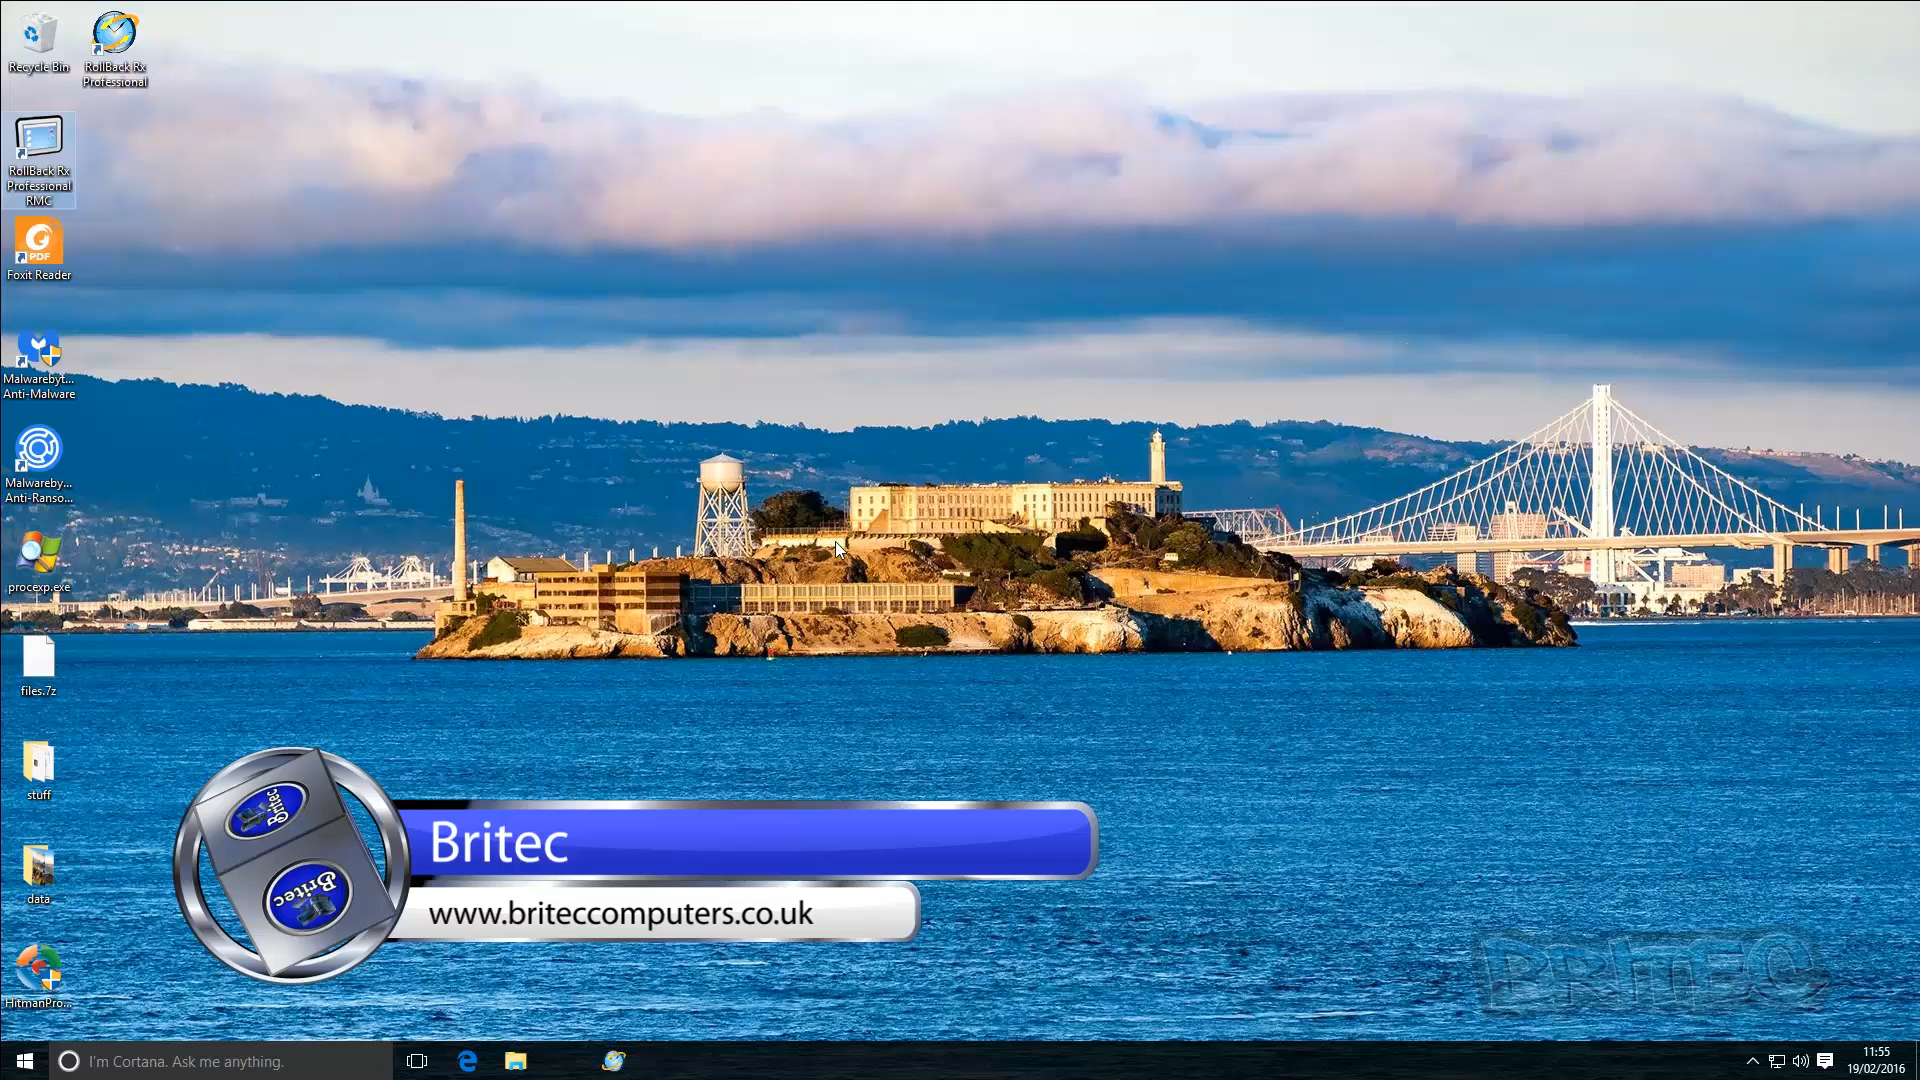 Recycle Bin
RollBack Rx
Professional
RollBack Rx
Professional
RMC
Foxit Reader
PDF
Malwarebyt...
Anti-Malware
Malwareby...
Anti-Ranso...
procexp.exe
files.7z
stuff
data
HitmanPro...
Britec
Britec
Britec
www.briteccomputers.co.uk
BRITEC
I'm Cortana. Ask me anything.
11:55
19/02/2016